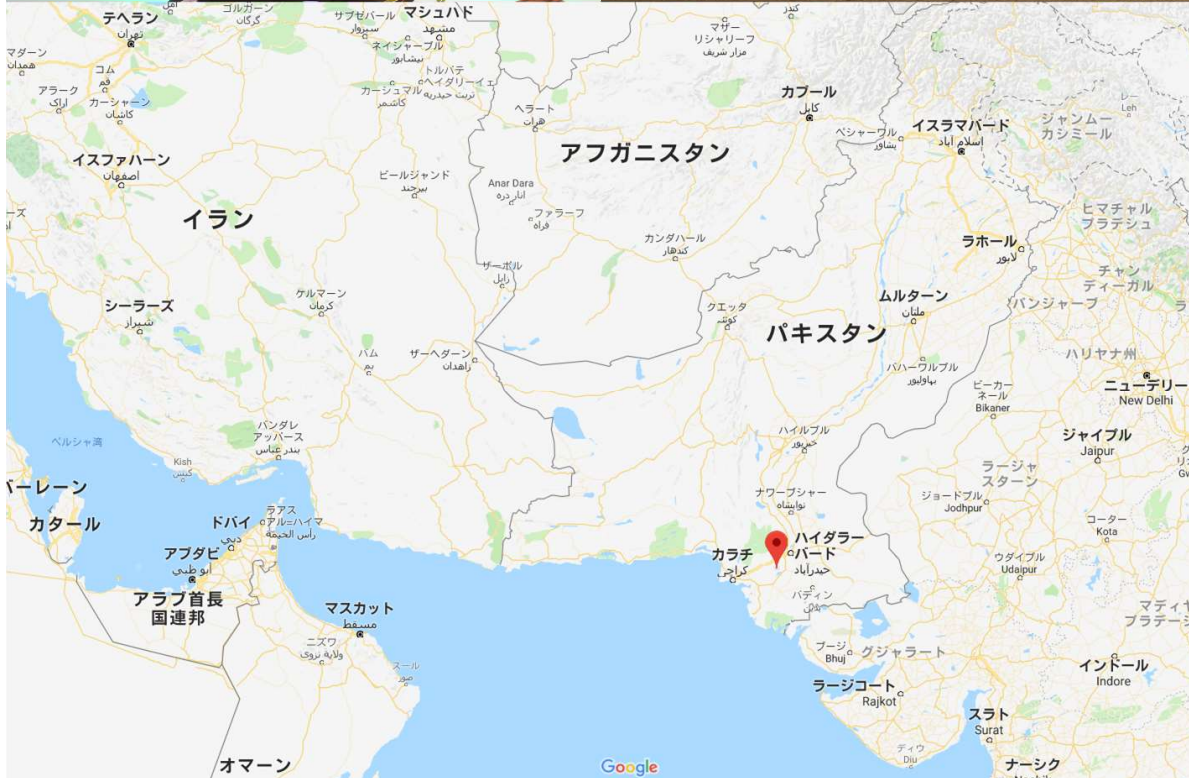 テヘラン
تهران
ゴルガーン
گرگان
サブゼバール
سبزوار
マシュハド
مشهد
ネイシャーブル
نیشابور
マザー
リシャリーフ
مزار شریف
マダーン
همدان
コム
قم
アラーク
اراک
カーシャーン
کاشان
カーシュマル
کاشمر
トルバテ
ヘイダリーイェ
تربت حیدریه
ヘラート
هرات
カブール
کابل
ペシャーワル
پشاور
イスラマバード
اسلام آباد
レー
Leh
ジャンムー
カシミール
アフガニスタン
イスファハーン
اصفهان
ビールジャンド
بیرجند
Anar Dara
انار دره
ファラーフ
فراه
イラン
カンダハール
کندهار
ヒマチャル
プラデシュ
ラホール
لاہور
ザーボル
زابل
チャン
ディーガル
シーラーズ
شیراز
ケルマーン
کرمان
クエッタ
کوئٹہ
ムルターン
ملتان
パンジャーブ
パキスタン
バム
بم
ザーヘダーン
زاهدان
バハーワルプル
بہاولپور
ハリヤナ州
ニューデリー
New Delhi
ビーカー
ネール
Bikaner
バンダレ
アッバース
بندر عباس
ペルシャ湾
Kish
کیش
ハイルプル
خیرپور
ジャイプル
Jaipur
ラージャ
スターン
バーレーン
カタール
ドバイ
دبي
ラアス
アル=ハイマ
رأس الخيمة
ナワーブシャー
نوابشاہ
ジョードプル
Jodhpur
コーター
Kota
アブダビ
أبو ظبي
カラチ
کراچی
ハイダラー
バード
حیدرآباد
ウダイプル
Udaipur
アラブ首長
国連邦
マスカット
مسقط
バディン
بدین
マディヤ
プラデーシ
ニズワ
ولاية نزوى
スール
صور
ブージ
Bhuj
グジャラート
インドール
Indore
ラージコート
Rajkot
スラト
Surat
ディウ
Diu
オマーン
Google
ナーシク